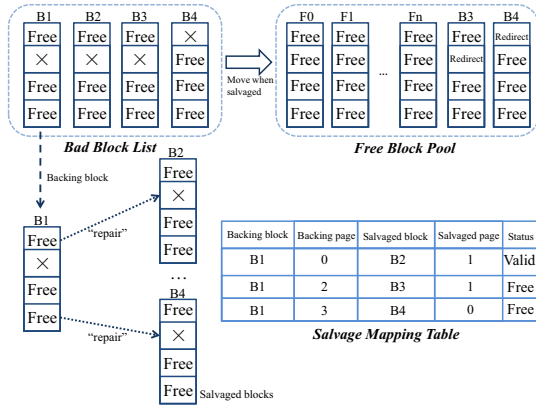 B1 B2 B3 B4
Free Free Free ×
× × × Free
Free Free Free Free
Free Free Free Free
Bad Block List
Move when
salvaged
F0 F1 Fn B3 B4
Free Free Free Free Redirect
Free Free ... Free Redirect Free
Free Free Free Free Free
Free Free Free Free Free
Free Block Pool
Backing block
B1
Free
×
Free
Free
"repair"
"repair"
B2
Free
×
Free
Free
...
B4
Free
×
Free
Free
Salvaged blocks
Backing block Backing page Salvaged block Salvaged page Status
B1 0 B2 1 Valid
B1 2 B3 1 Free
B1 3 B4 0 Free
Salvage Mapping Table